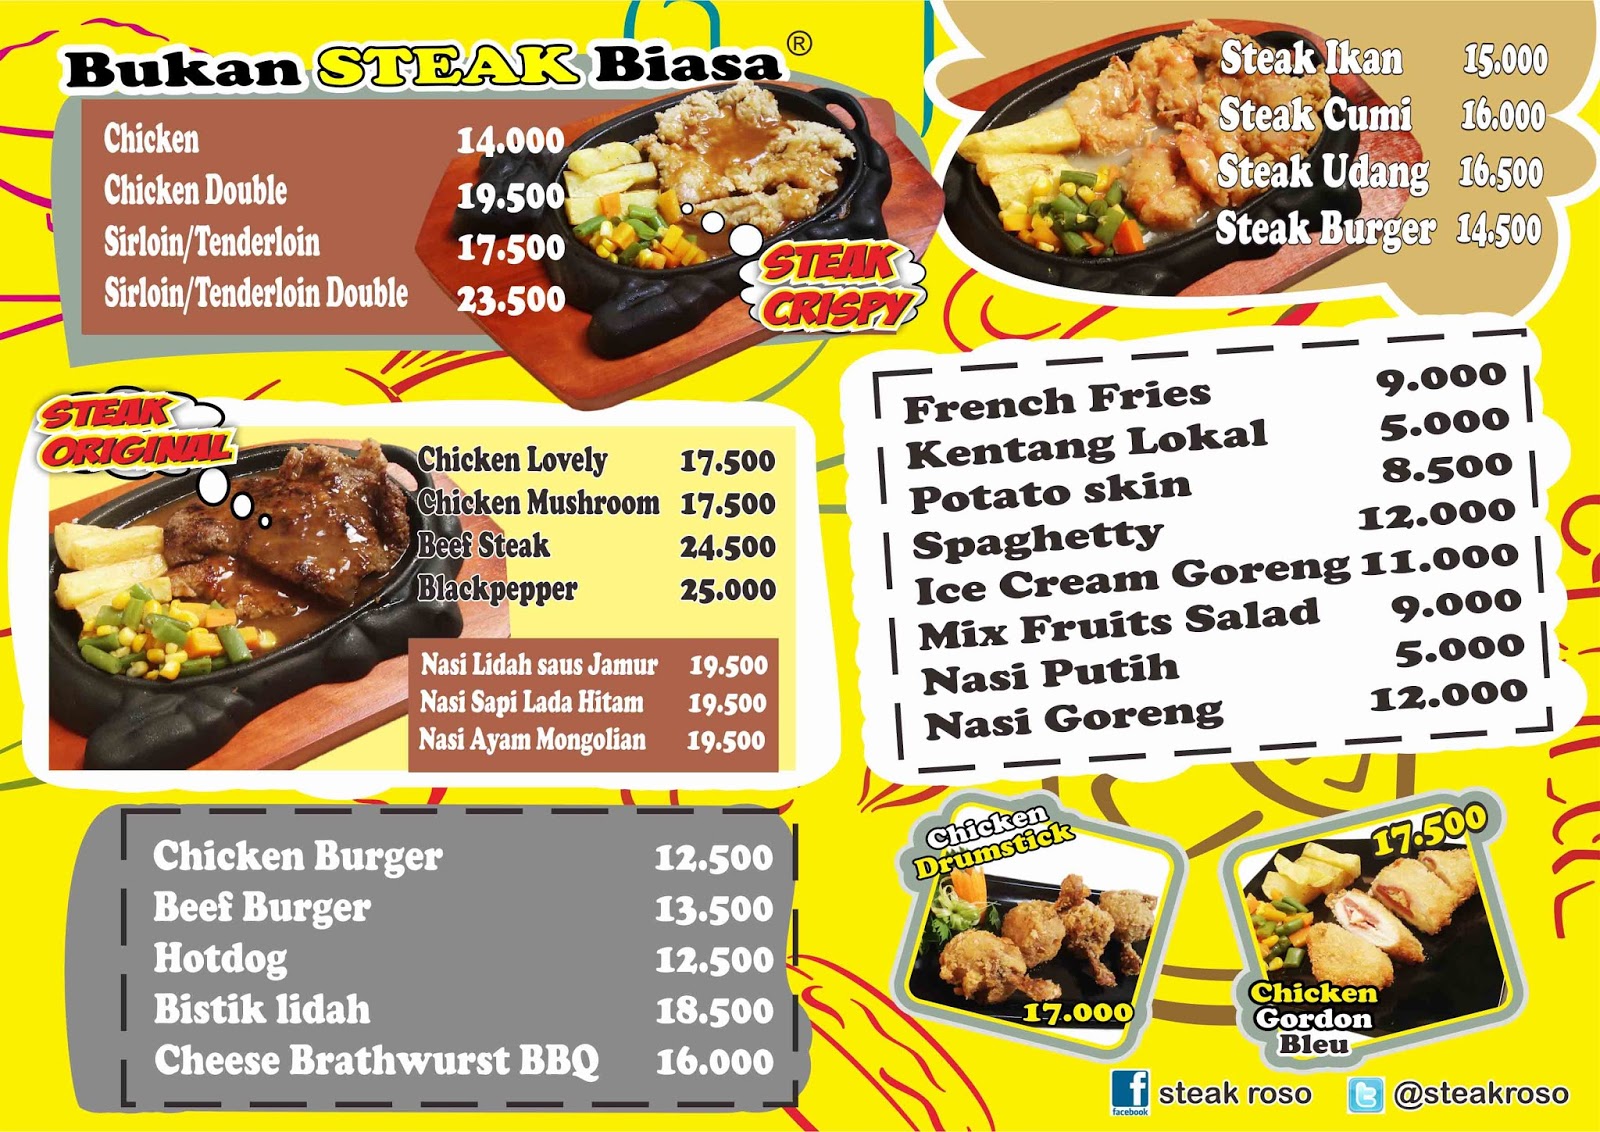 Bukan STEAK Biasa ®
Chicken 14.000
Chicken Double 19.500
Sirloin/Tenderloin 17.500
Sirloin/Tenderloin Double 23.500
STEAK
CRISPY
Steak Ikan 15.000
Steak Cumi 16.000
Steak Udang 16.500
Steak Burger 14.500
STEAK
ORIGINAL
Chicken Lovely 17.500
Chicken Mushroom 17.500
Beef Steak 24.500
Blackpepper 25.000
Nasi Lidah saus Jamur 19.500
Nasi Sapi Lada Hitam 19.500
Nasi Ayam Mongolian 19.500
French Fries 9.000
Kentang Lokal 5.000
Potato skin 8.500
Spaghetty 12.000
Ice Cream Goreng 11.000
Mix Fruits Salad 9.000
Nasi Putih 5.000
Nasi Goreng 12.000
Chicken Burger 12.500
Beef Burger 13.500
Hotdog 12.500
Bistik lidah 18.500
Cheese Brathwurst BBQ 16.000
Chicken
Drumstick
17.000
17.500
Chicken
Gordon
Bleu
facebook steak roso
@steakroso